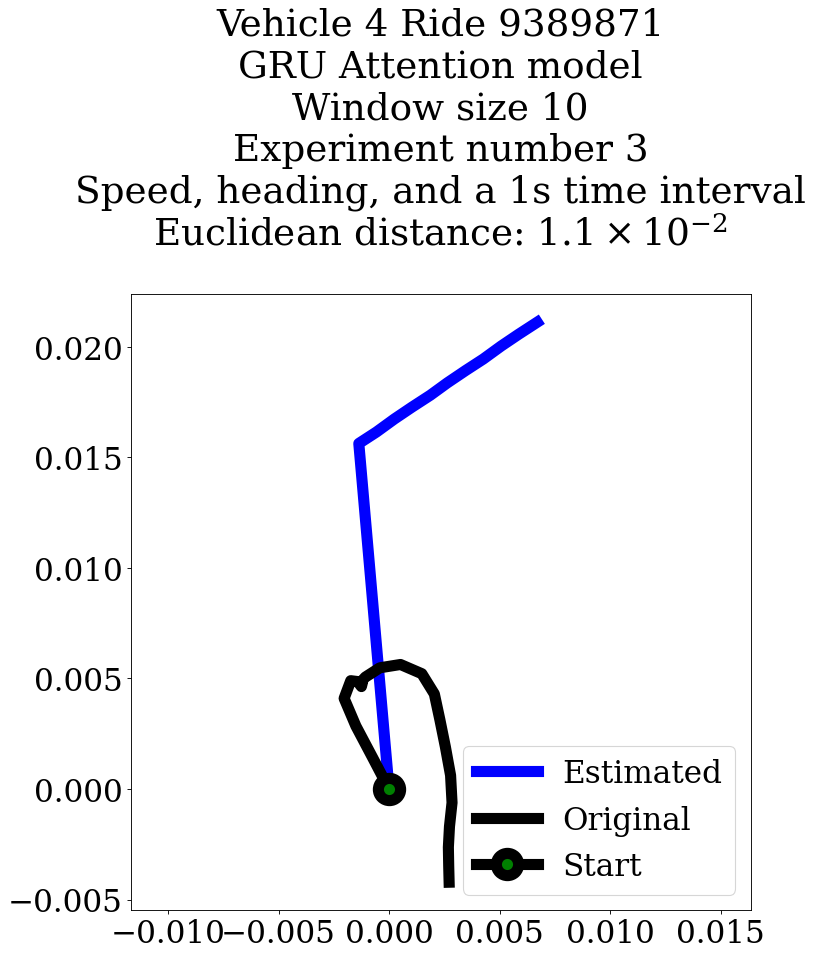 Vehicle 4 Ride 9389871
GRU Attention model
Window size 10
Experiment number 3
Speed, heading, and a 1s time interval
Euclidean distance: 1.1 × 10⁻²
0.020
0.015
0.010
0.005
0.000
−0.005
Estimated
Original
Start
−0.010 −0.005 0.000 0.005 0.010 0.015